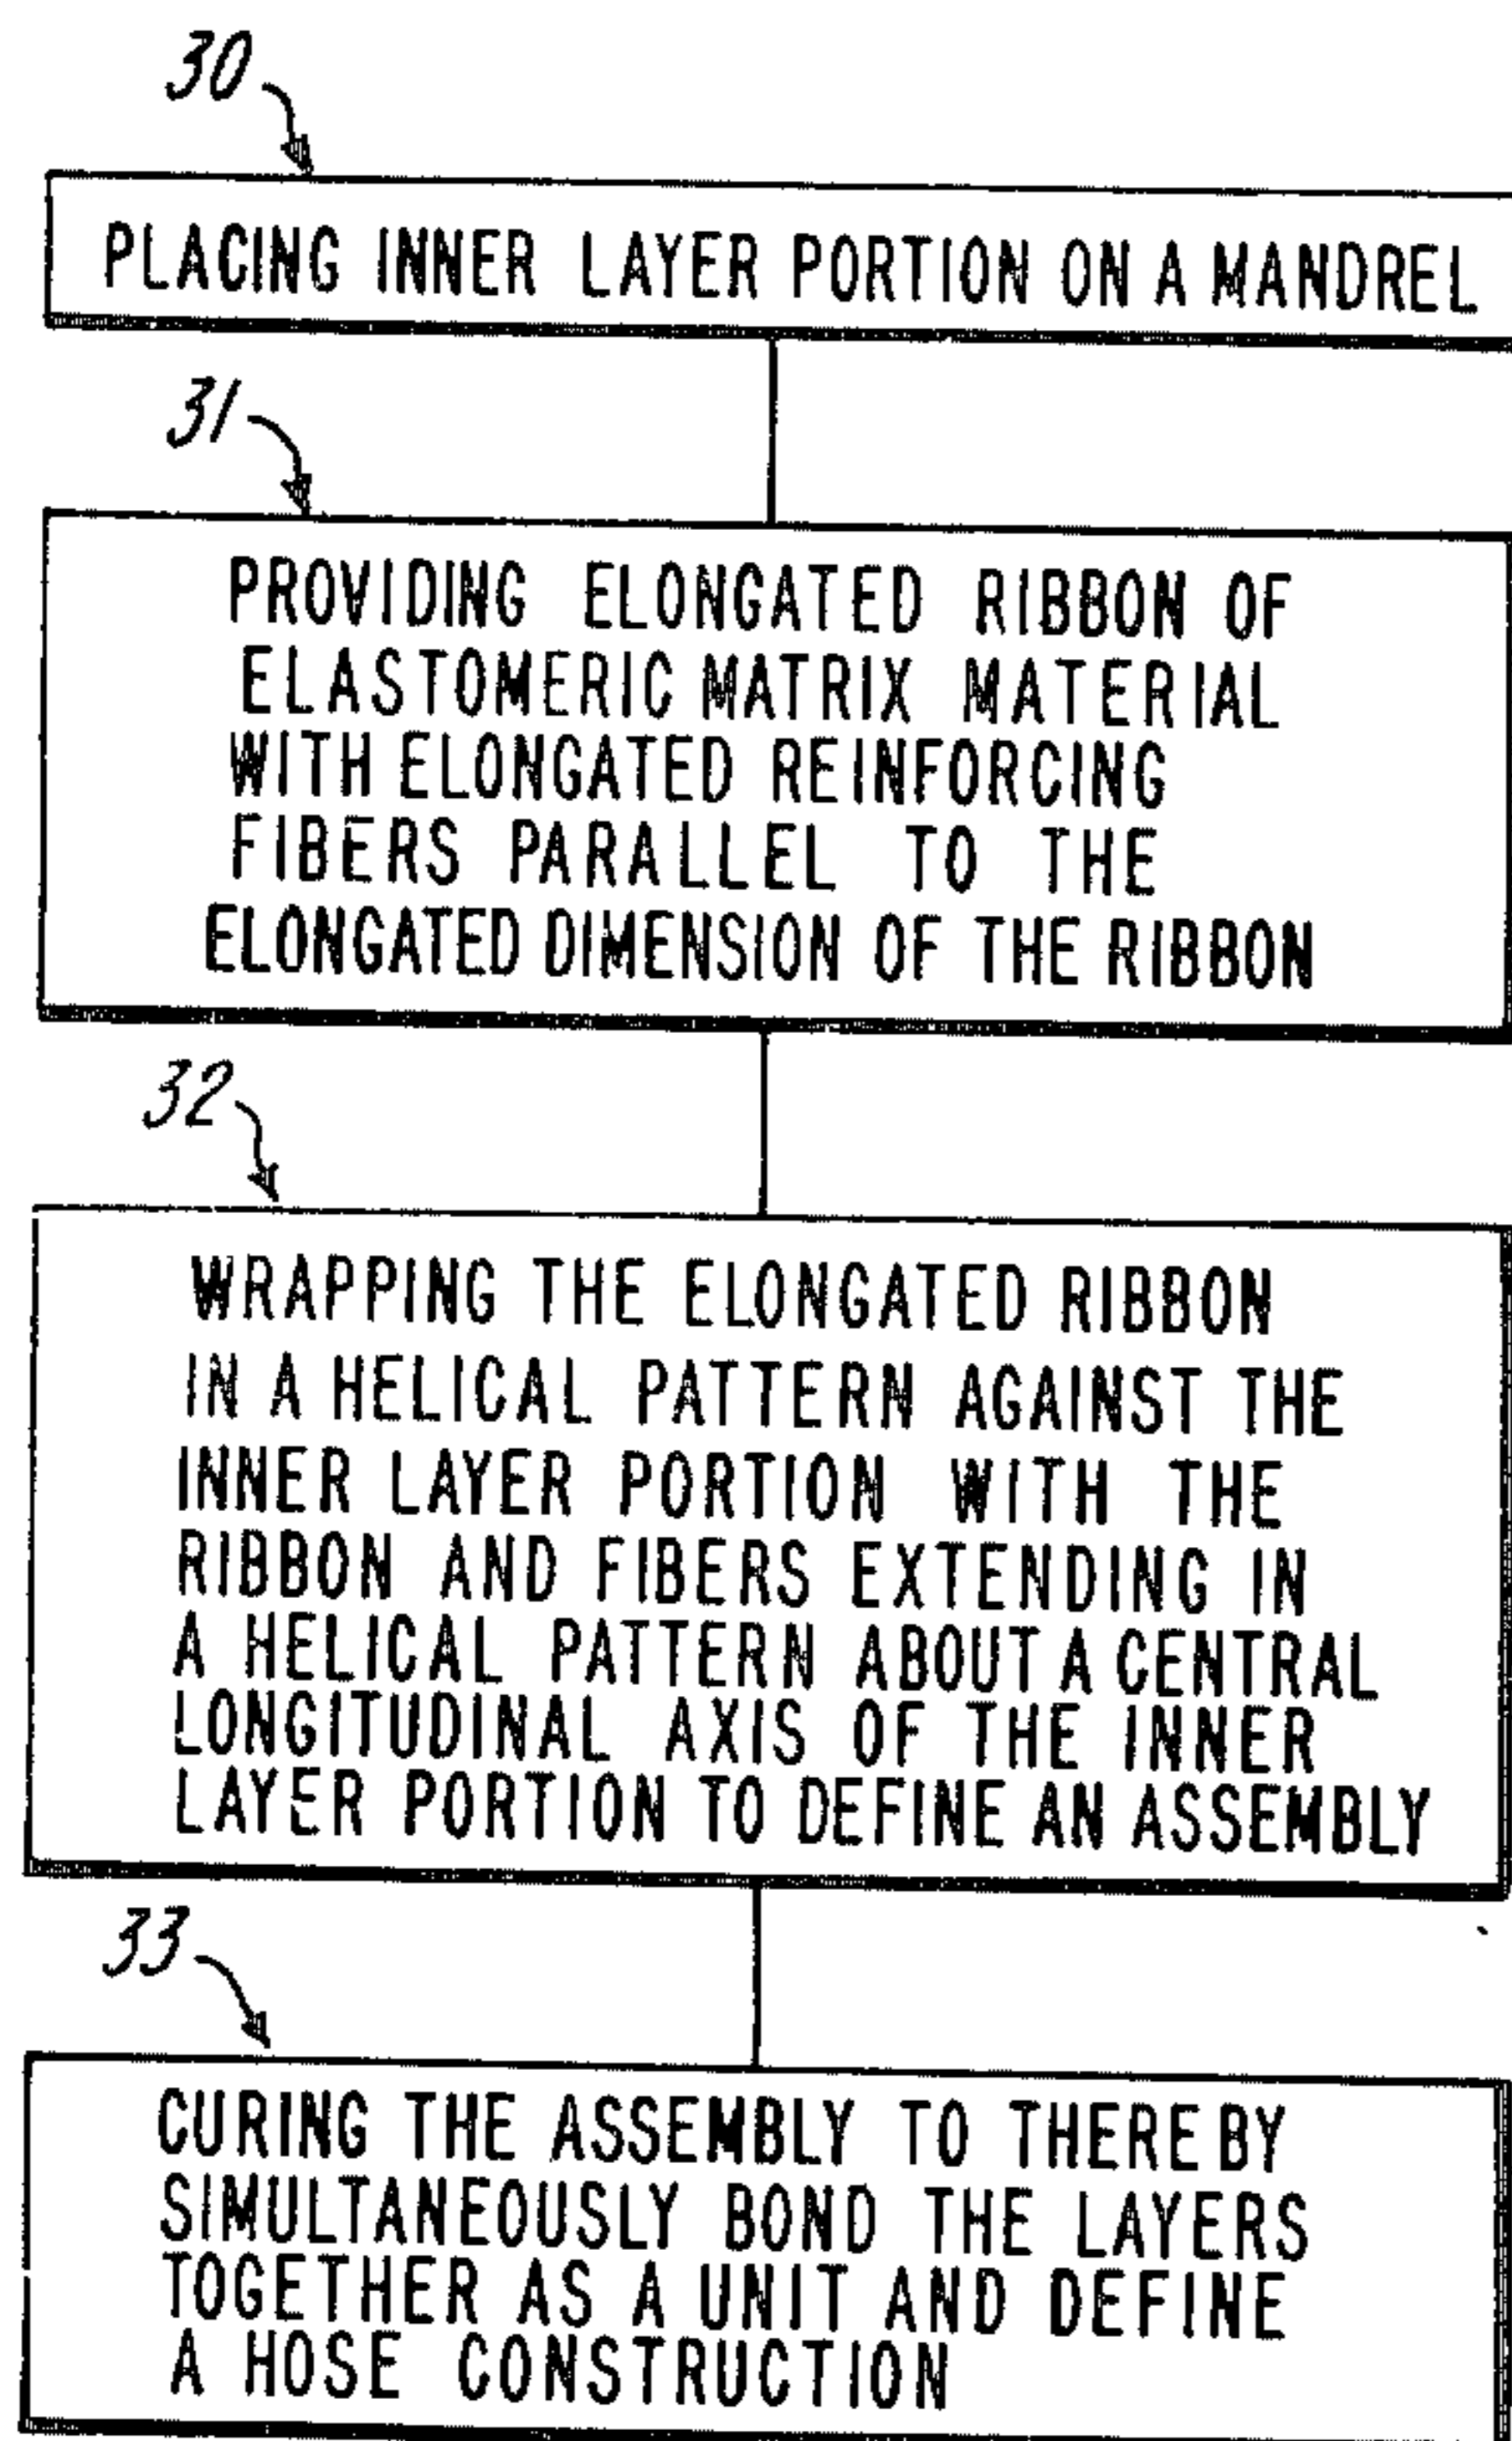 30
PLACING INNER LAYER PORTION ON A MANDREL
31
PROVIDING ELONGATED RIBBON OF
ELASTOMERIC MATRIX MATERIAL
WITH ELONGATED REINFORCING
FIBERS PARALLEL TO THE
ELONGATED DIMENSION OF THE RIBBON
32
WRAPPING THE ELONGATED RIBBON
IN A HELICAL PATTERN AGAINST THE
INNER LAYER PORTION WITH THE
RIBBON AND FIBERS EXTENDING IN
A HELICAL PATTERN ABOUT A CENTRAL
LONGITUDINAL AXIS OF THE INNER
LAYER PORTION TO DEFINE AN ASSEMBLY
33
CURING THE ASSEMBLY TO THEREBY
SIMULTANEOUSLY BOND THE LAYERS
TOGETHER AS A UNIT AND DEFINE
A HOSE CONSTRUCTION